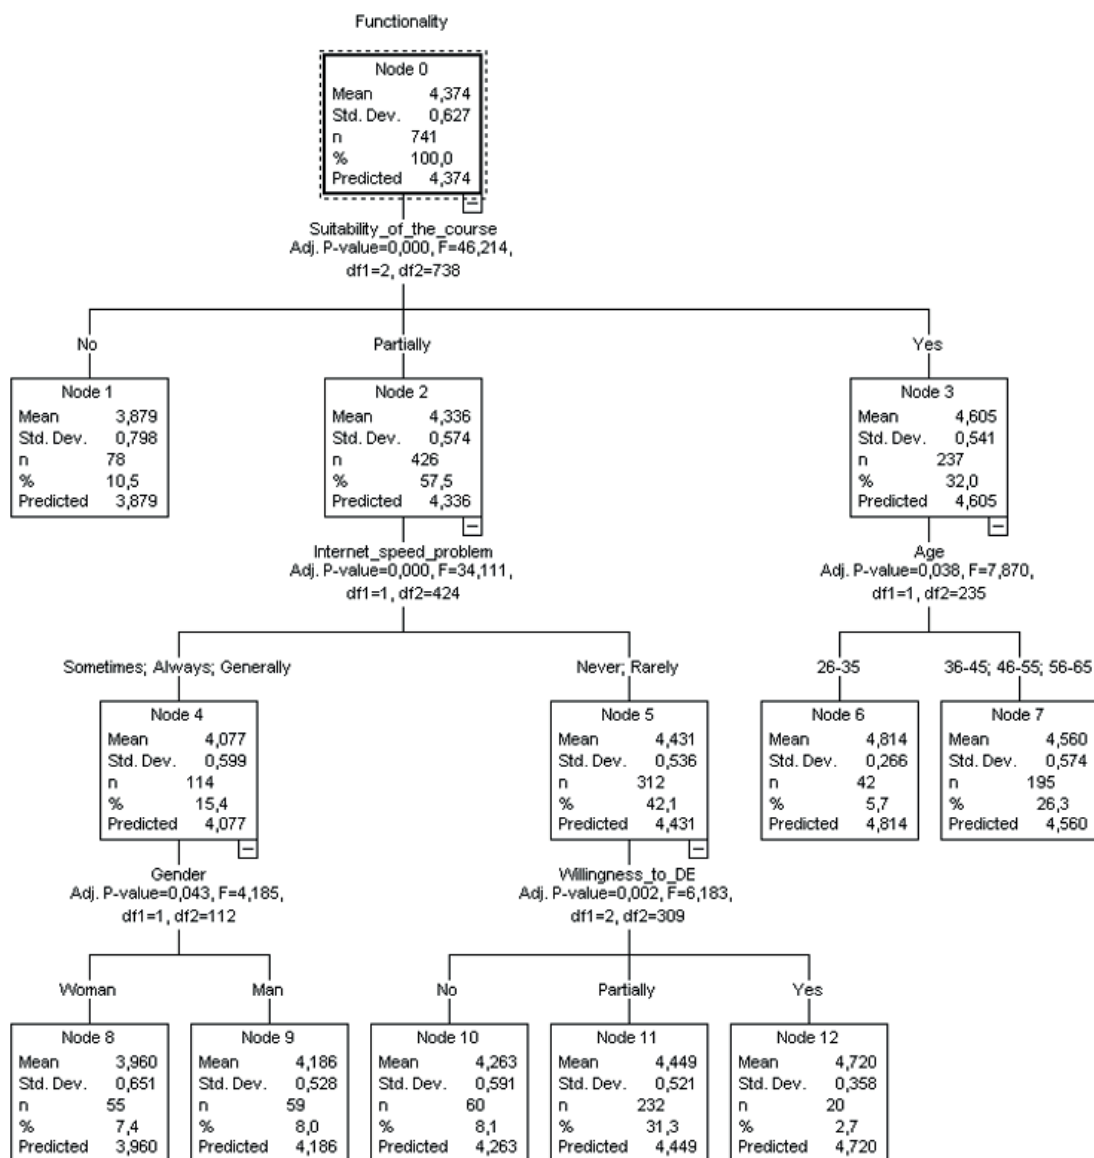 Functionality
Node 0
Mean 4,374
Std. Dev. 0,627
n 741
% 100,0
Predicted 4,374
Suitability_of_the_course
Adj. P-value=0,000, F=46,214,
df1=2, df2=738
No
Partially
Yes
Node 1
Mean 3,879
Std. Dev. 0,798
n 78
% 10,5
Predicted 3,879
Node 2
Mean 4,336
Std. Dev. 0,574
n 426
% 57,5
Predicted 4,336
Node 3
Mean 4,605
Std. Dev. 0,541
n 237
% 32,0
Predicted 4,605
Internet_speed_problem
Adj. P-value=0,000, F=34,111,
df1=1, df2=424
Age
Adj. P-value=0,038, F=7,870,
df1=1, df2=235
Sometimes; Always; Generally
Never; Rarely
26-35
36-45; 46-55; 56-65
Node 4
Mean 4,077
Std. Dev. 0,599
n 114
% 15,4
Predicted 4,077
Node 5
Mean 4,431
Std. Dev. 0,536
n 312
% 42,1
Predicted 4,431
Node 6
Mean 4,814
Std. Dev. 0,266
n 42
% 5,7
Predicted 4,814
Node 7
Mean 4,560
Std. Dev. 0,574
n 195
% 26,3
Predicted 4,560
Gender
Adj. P-value=0,043, F=4,185,
df1=1, df2=112
Willingness_to_DE
Adj. P-value=0,002, F=6,183,
df1=2, df2=309
Woman
Man
No
Partially
Yes
Node 8
Mean 3,960
Std. Dev. 0,651
n 55
% 7,4
Predicted 3,960
Node 9
Mean 4,186
Std. Dev. 0,528
n 59
% 8,0
Predicted 4,186
Node 10
Mean 4,263
Std. Dev. 0,591
n 60
% 8,1
Predicted 4,263
Node 11
Mean 4,449
Std. Dev. 0,521
n 232
% 31,3
Predicted 4,449
Node 12
Mean 4,720
Std. Dev. 0,358
n 20
% 2,7
Predicted 4,720